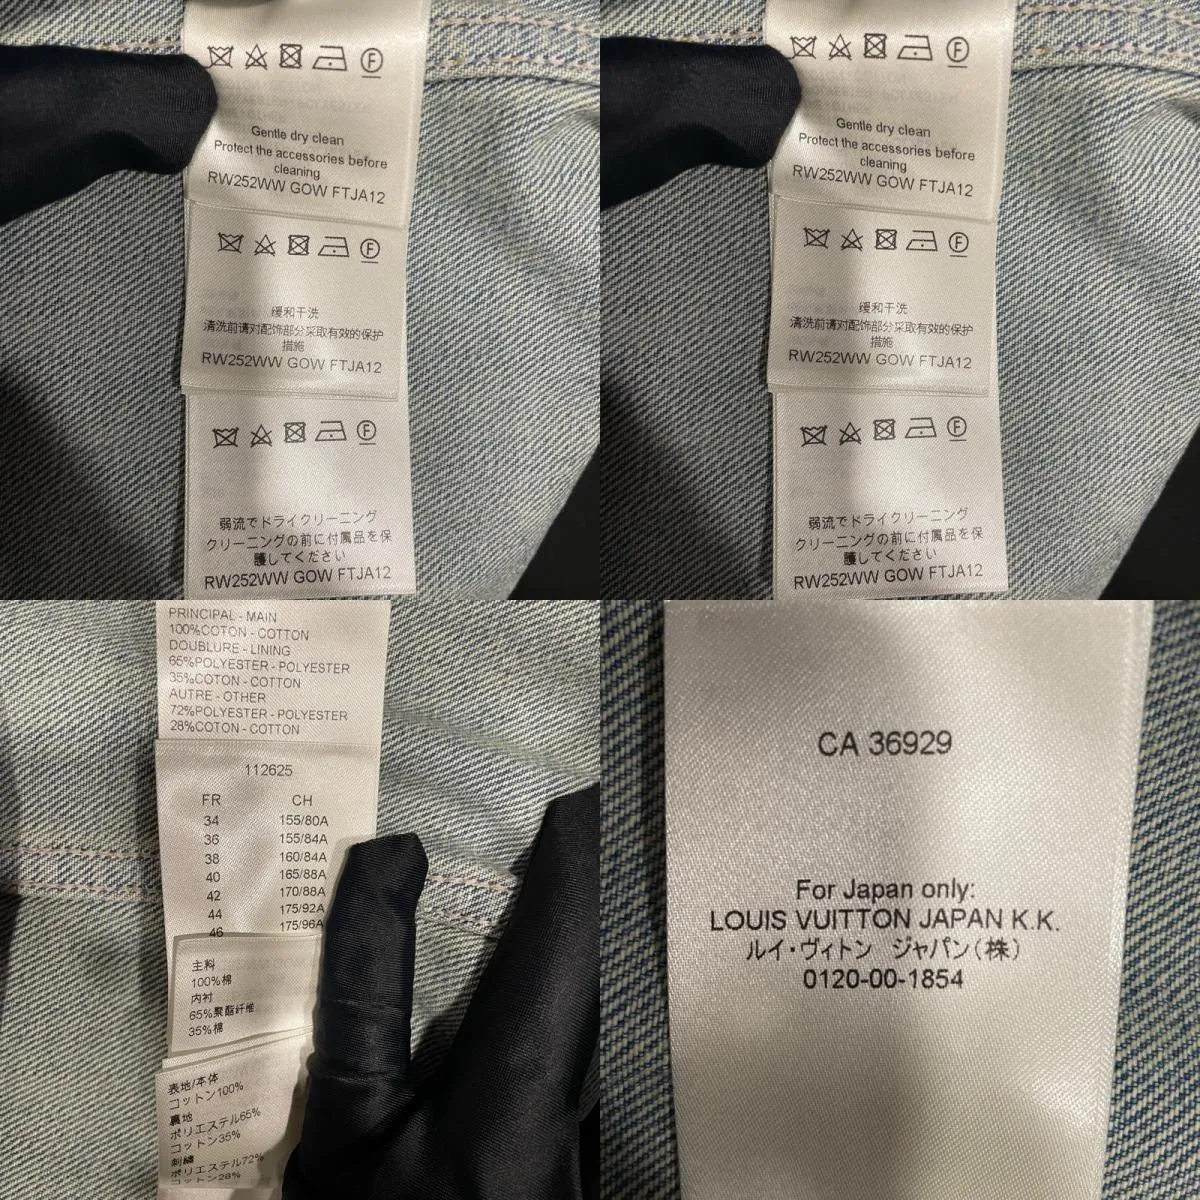 F
Gentle dry clean
Protect the accessories before
cleaning
RW252WW GOW FTJA12
F
缓和干洗
清洗前请对配饰部分采取有效的保护
措施
RW252WW GOW FTJA12
F
弱流でドライクリーニング
クリーニングの前に付属品を保
護してください
RW252WW GOW FTJA12
F
Gentle dry clean
Protect the accessories before
cleaning
RW252WW GOW FTJA12
F
缓和干洗
清洗前请对配饰部分采取有效的保护
措施
RW252WW GOW FTJA12
F
弱流でドライクリーニング
クリーニングの前に付属品を保
護してください
RW252WW GOW FTJA12
PRINCIPAL - MAIN
100%COTON - COTTON
DOUBLURE - LINING
65%POLYESTER - POLYESTER
35%COTON - COTTON
AUTRE - OTHER
72%POLYESTER - POLYESTER
28%COTON - COTTON
112625
FR CH
34 155/80A
36 155/84A
38 160/84A
40 165/88A
42 170/88A
44 175/92A
46 175/96A
主料
100%棉
内衬
65%聚酯纤维
35%棉
表地/本体
コットン100%
裏地
ポリエステル65%
コットン35%
刺繍
ポリエステル72%
コットン28%
CA 36929
For Japan only:
LOUIS VUITTON JAPAN K.K.
ルイ・ヴィトン ジャパン(株)
0120-00-1854